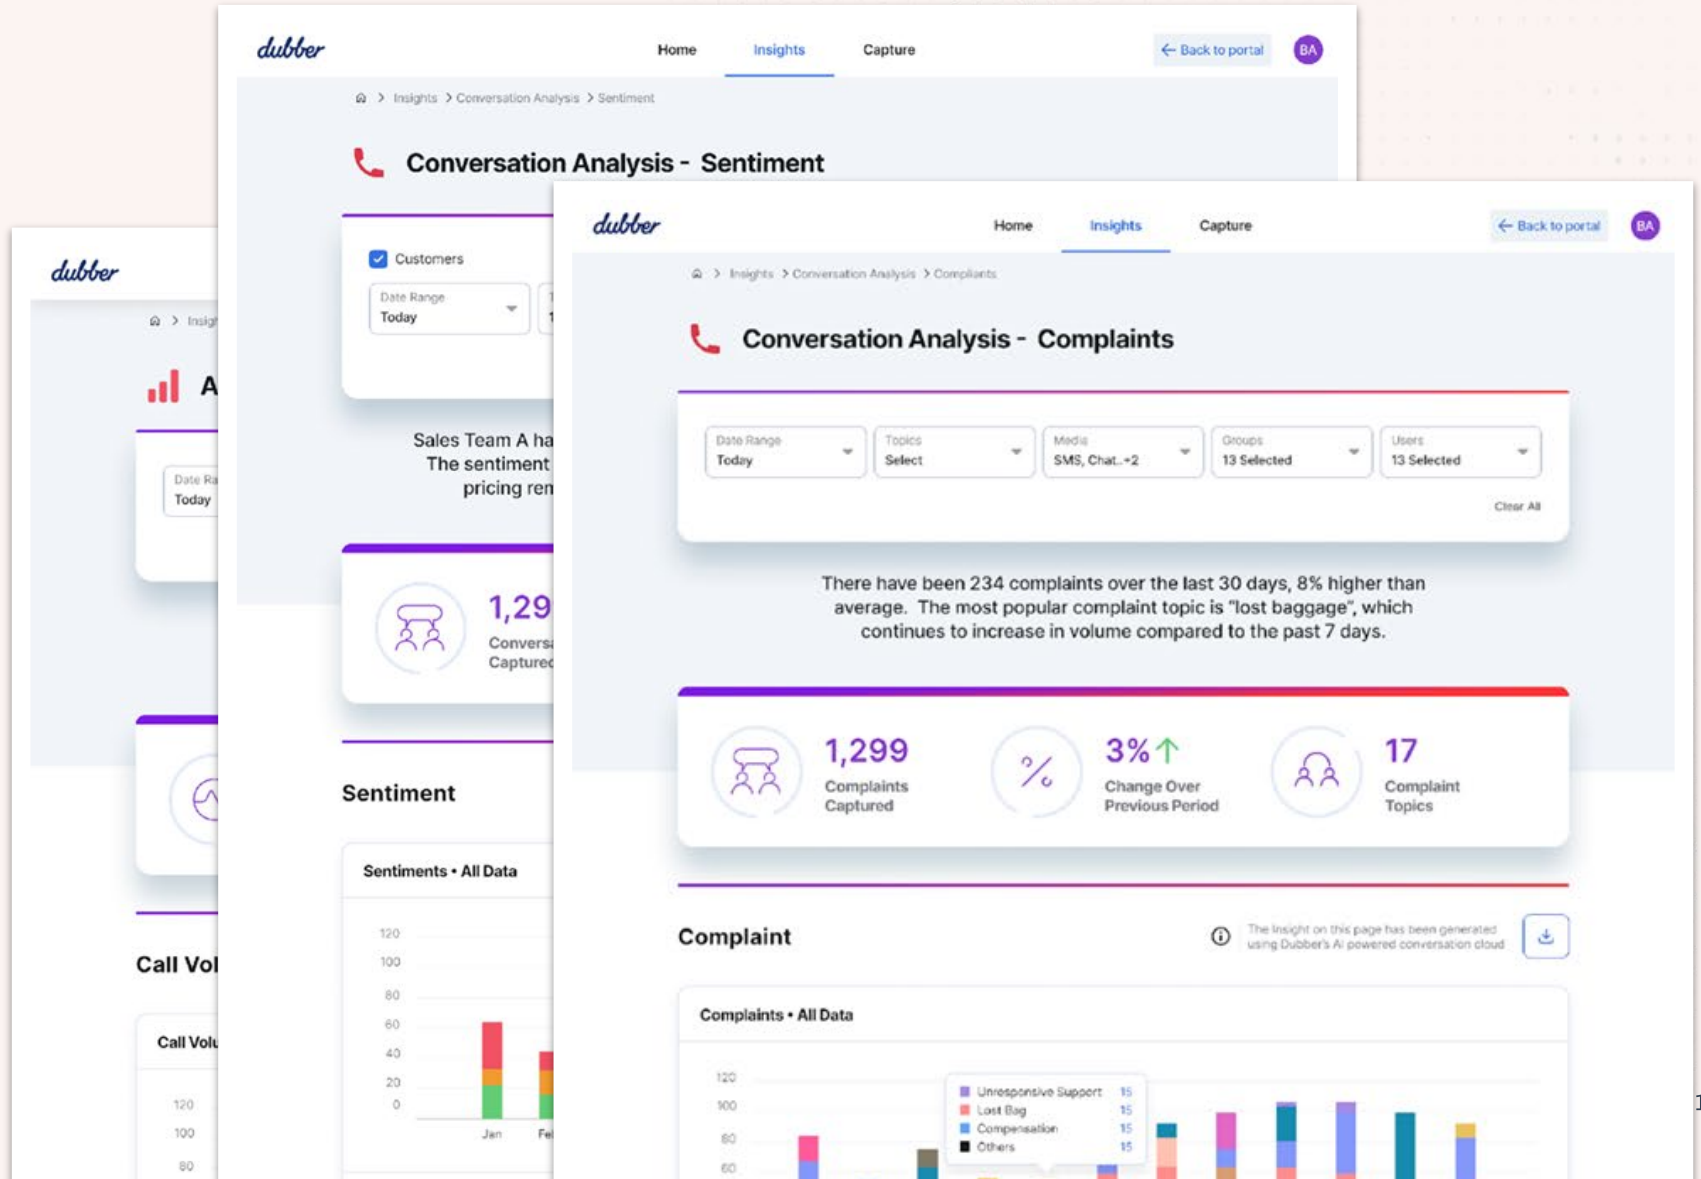 dubber
Home
Insights
Capture
← Back to portal
BA
Insights > Conversation Analysis > Sentiment
Conversation Analysis - Sentiment
Customers
Date Range
Today
Sales Team A ha
The sentiment
pricing ren
1,29
Conversa
Captured
Sentiment
Sentiments • All Data
120
100
80
60
40
20
0
Jan
Fe
dubber
Insigh
A
Date Ra
Today
Call Vol
Call Volu
120
100
80
dubber
Home
Insights
Capture
← Back to portal
BA
Insights > Conversation Analysis > Compliants
Conversation Analysis - Complaints
Date Range
Today
Topics
Select
Media
SMS, Chat..+2
Groups
13 Selected
Users
13 Selected
Clear All
There have been 234 complaints over the last 30 days, 8% higher than
average. The most popular complaint topic is "lost baggage", which
continues to increase in volume compared to the past 7 days.
1,299
Complaints
Captured
3%↑
Change Over
Previous Period
17
Complaint
Topics
Complaint
The Insight on this page has been generated
using Dubber's AI powered conversation cloud
Complaints • All Data
120
100
80
60
Unresponsive Support 15
Lost Bag 15
Compensation 15
Others 15